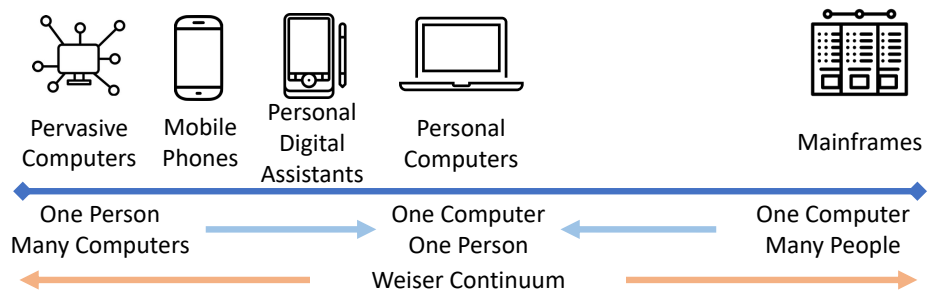 Pervasive
Computers
Mobile
Phones
Personal
Digital
Assistants
Personal
Computers
Mainframes
One Person
Many Computers
One Computer
One Person
One Computer
Many People
Weiser Continuum